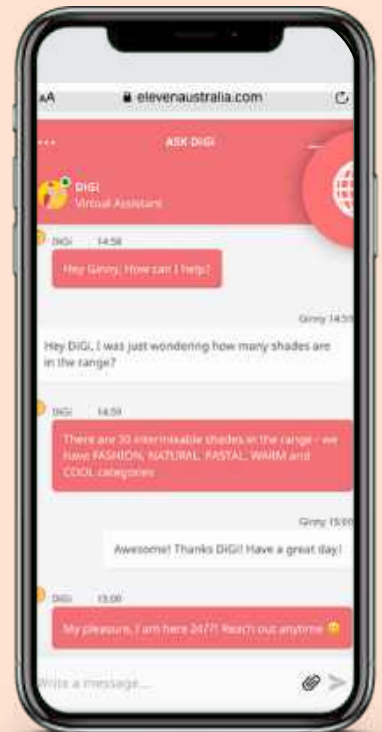 AA elevenaustralia.com
ASK DIGI
DiGi
Virtual Assistant
DiGi 14:58
Hey Ginny, How can I help?
Ginny 14:59
Hey DiGi, I was just wondering how many shades are
in the range?
DiGi 14:59
There are 30 intermixable shades in the range - we
have FASHION, NATURAL, PASTAL, WARM and
COOL categories
Ginny 15:00
Awesome! Thanks DiGi! Have a great day!
DiGi 15:00
My pleasure, I am here 24/7! Reach out anytime
Write a message...